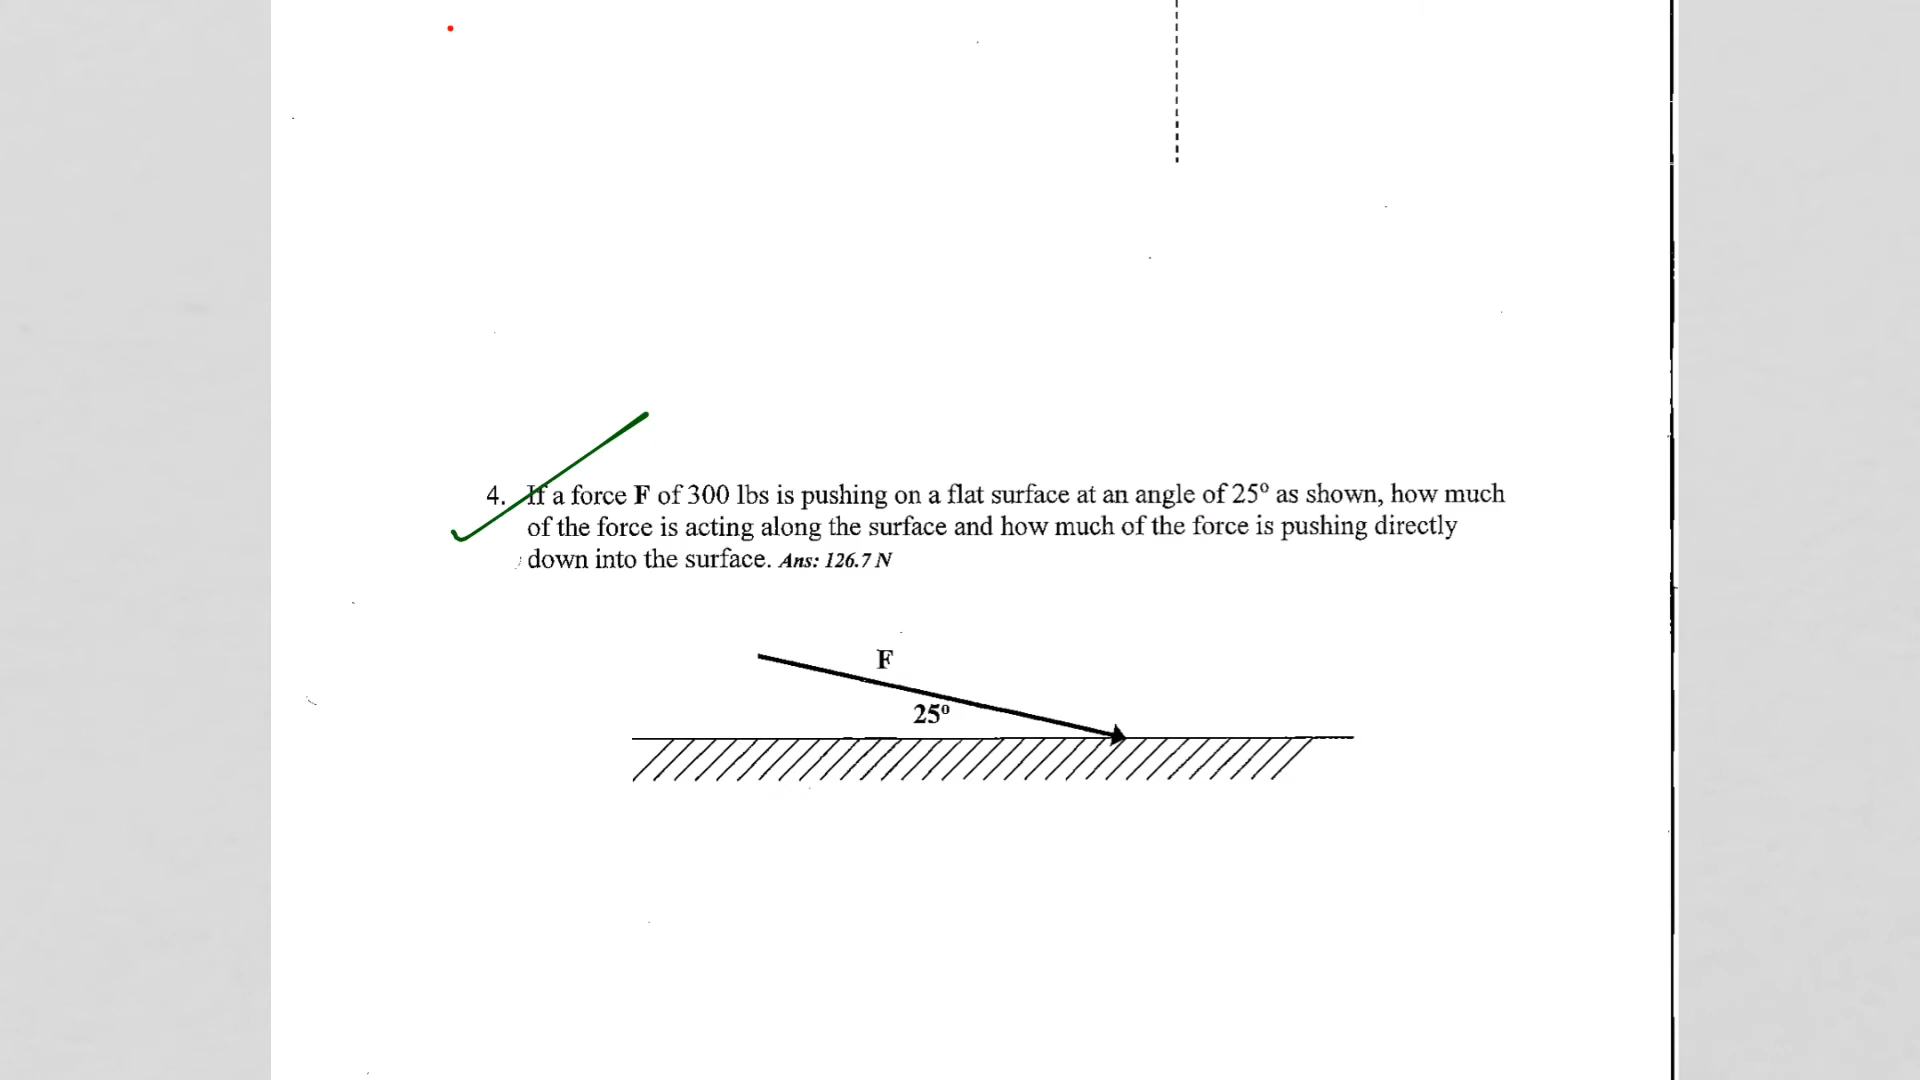 4. If a force F of 300 lbs is pushing on a flat surface at an angle of 25º as shown, how much
of the force is acting along the surface and how much of the force is pushing directly
down into the surface. Ans: 126.7 N
F
25º